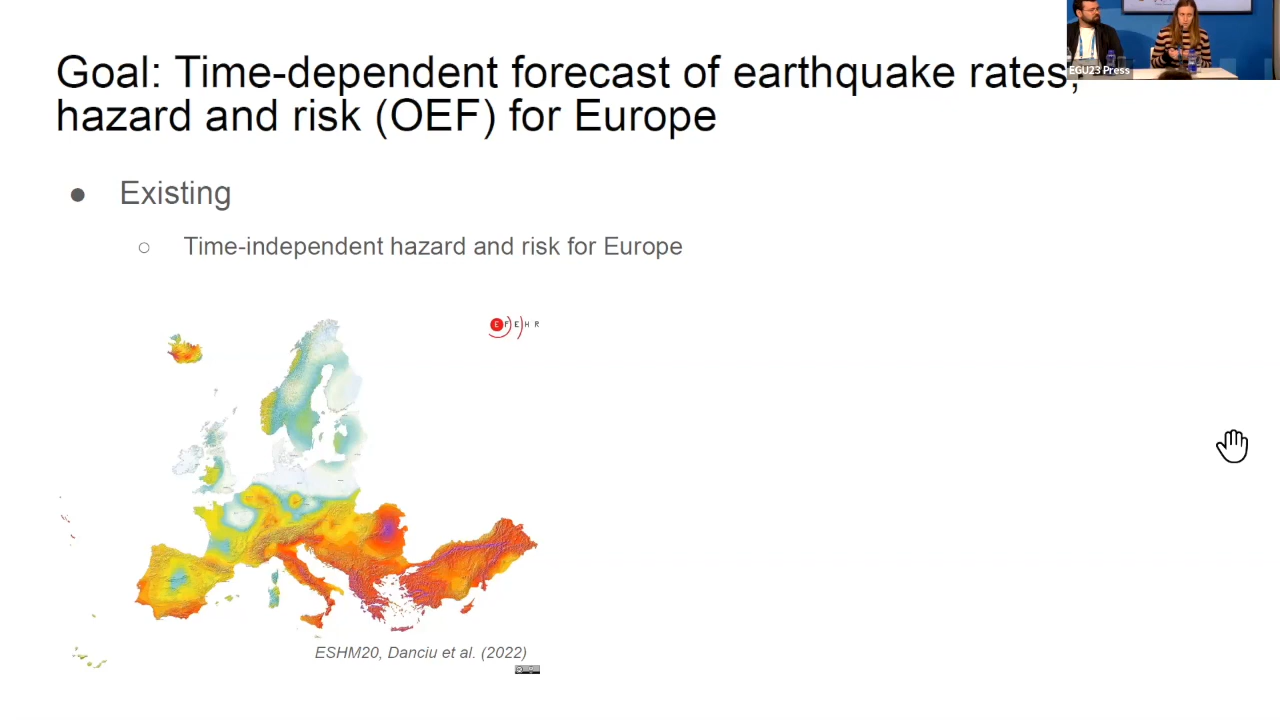 Goal: Time-dependent forecast of earthquake rates,
hazard and risk (OEF) for Europe
EGU23 Press
● Existing
○ Time-independent hazard and risk for Europe
EFEHR
ESHM20, Danciu et al. (2022)